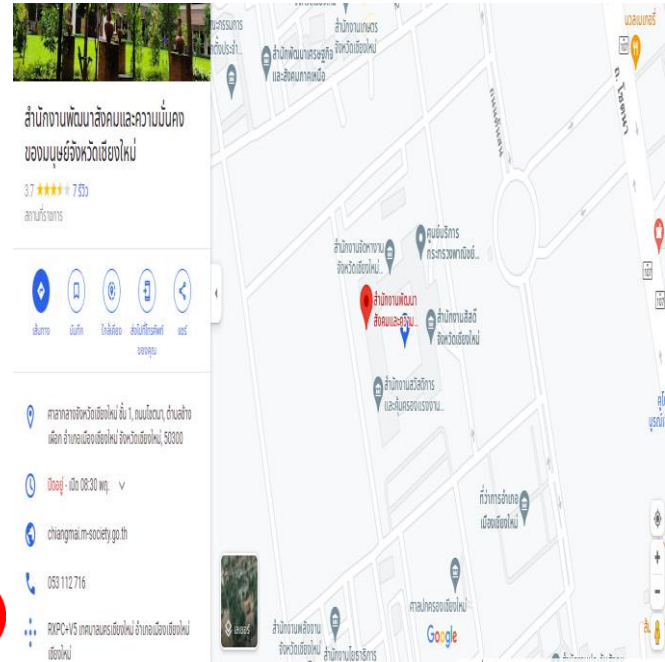 สำนักงานพัฒนาสังคมและความมั่นคง
ของมนุษย์จังหวัดเชียงใหม่
3.7
7 รีวิว
สถานที่ราชการ
เส้นทาง
บันทึก
ใกล้เคียง
ส่งไปที่โทรศัพท์
ของคุณ
แชร์
ศาลากลางจังหวัดเชียงใหม่ ชั้น 1, ถนนโชตนา, ตำบลช้าง
เผือก อำเภอเมืองเชียงใหม่ จังหวัดเชียงใหม่, 50300
ปิดอยู่ · เปิด 08:30 พฤ.
chiangmai.m-society.go.th
053 112 716
RXPC+V5 เทศบาลนครเชียงใหม่ อำเภอเมืองเชียงใหม่
เชียงใหม่
สำนักงานเกษตร
จังหวัดเชียงใหม่
สำนักพัฒนาเศรษฐกิจ
และสังคมภาคเหนือ
ถ. โชตนา
107
สำนักงานจัดหางาน
จังหวัดเชียงใหม่...
ศูนย์บริการ
กระทรวงพาณิชย์...
สำนักงานพัฒนา
สังคมและความ...
สำนักงานสถิติ
จังหวัดเชียงใหม่
สำนักงานสวัสดิการ
และคุ้มครองแรงงาน...
107
107
ที่ว่าการอำเภอ
เมืองเชียงใหม่
ศาลปกครองเชียงใหม่
Google
สำนักงานพลังงาน
จังหวัดเชียงใหม่
สำนักงานโยธาธิการ